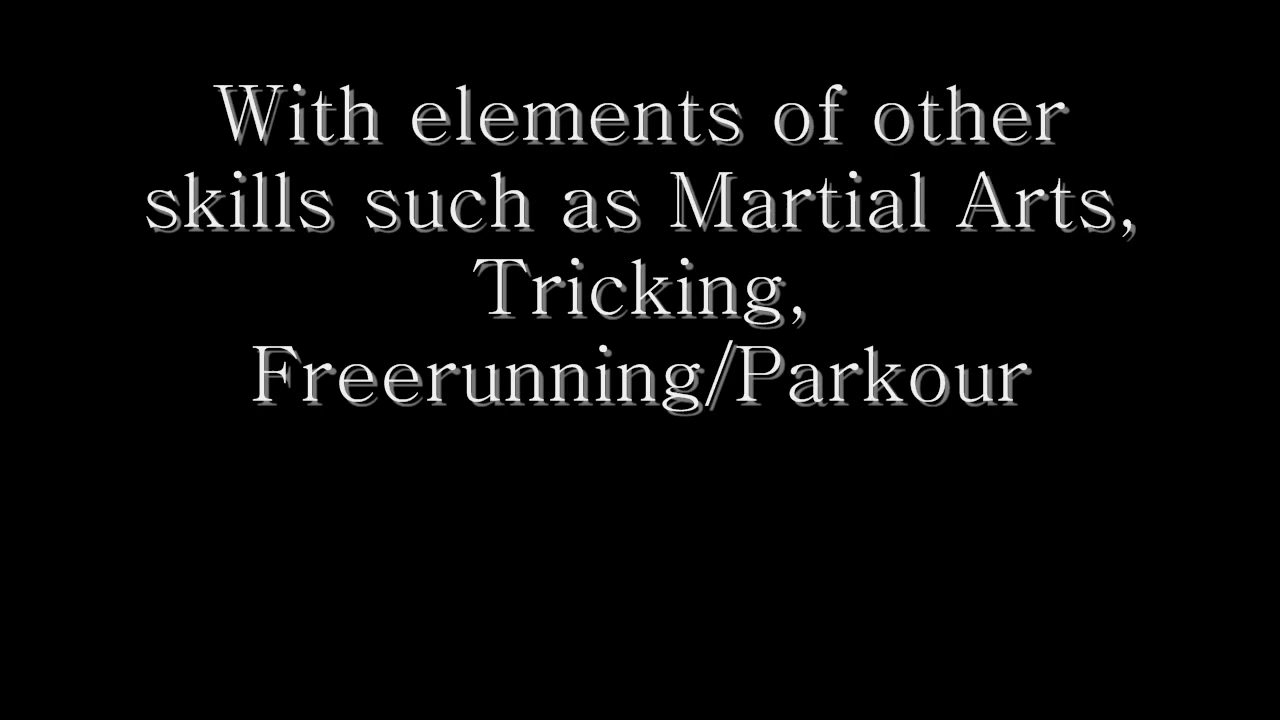 With elements of other
skills such as Martial Arts,
Tricking,
Freerunning/Parkour